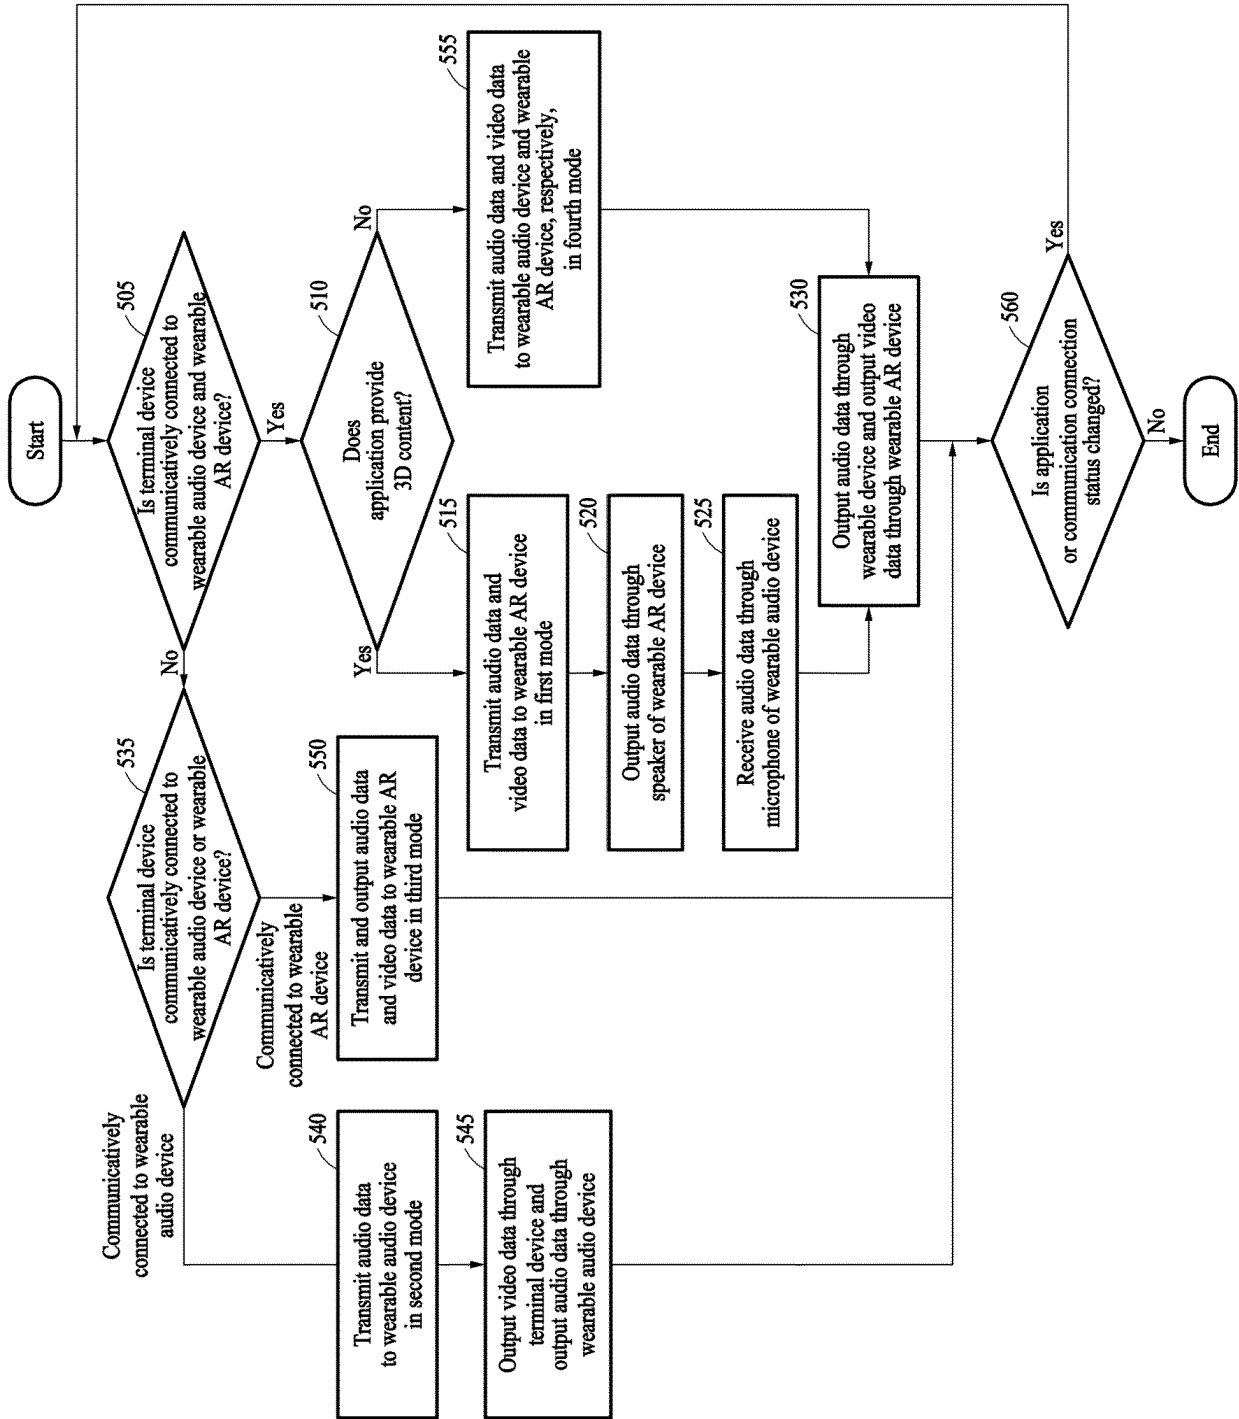 Start
505
Is terminal device
communicatively connected to
wearable audio device and wearable
AR device?
Yes
No
510
Does
application provide
3D content?
Yes
No
515
Transmit audio data and
video data to wearable AR device
in first mode
520
Output audio data through
speaker of wearable AR device
525
Receive audio data through
microphone of wearable audio device
555
Transmit audio data and video data
to wearable audio device and wearable
AR device, respectively,
in fourth mode
530
Output audio data through
wearable device and output video
data through wearable AR device
535
Is terminal device
communicatively connected to
wearable audio device or wearable
AR device?
Communicatively
connected to wearable
AR device
550
Transmit and output audio data
and video data to wearable AR
device in third mode
Communicatively
connected to wearable
audio device
540
Transmit audio data
to wearable audio device
in second mode
545
Output video data through
terminal device and
output audio data through
wearable audio device
560
Is application
or communication connection
status changed?
Yes
No
End